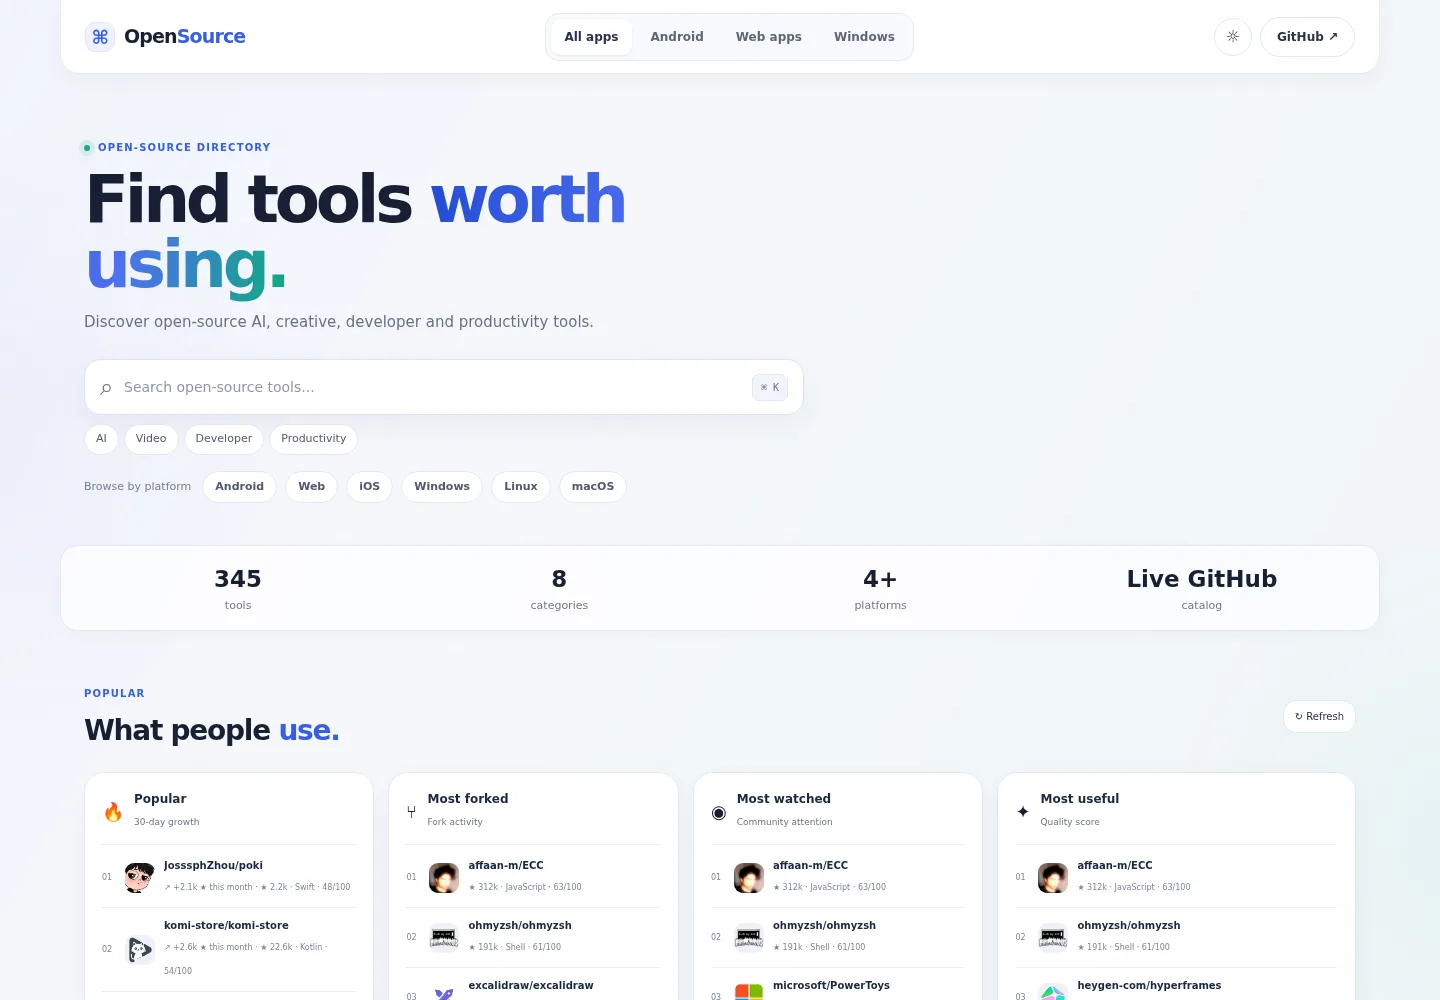 ⌘ OpenSource
All apps
Android
Web apps
Windows
GitHub ↗
OPEN-SOURCE DIRECTORY
Find tools worth
using.
Discover open-source AI, creative, developer and productivity tools.
Search open-source tools...
⌘ K
AI
Video
Developer
Productivity
Browse by platform
Android
Web
iOS
Windows
Linux
macOS
345
tools
8
categories
4+
platforms
Live GitHub
catalog
POPULAR
What people use.
↻ Refresh
Popular
30-day growth
01
JosssphZhou/poki
↗ +2.1k ★ this month · ★ 2.2k · Swift · 48/100
02
komi-store/komi-store
↗ +2.6k ★ this month · ★ 22.6k · Kotlin ·
54/100
Most forked
Fork activity
01
affaan-m/ECC
★ 312k · JavaScript · 63/100
02
ohmyzsh/ohmyzsh
★ 191k · Shell · 61/100
03
excalidraw/excalidraw
Most watched
Community attention
01
affaan-m/ECC
★ 312k · JavaScript · 63/100
02
ohmyzsh/ohmyzsh
★ 191k · Shell · 61/100
03
microsoft/PowerToys
Most useful
Quality score
01
affaan-m/ECC
★ 312k · JavaScript · 63/100
02
ohmyzsh/ohmyzsh
★ 191k · Shell · 61/100
03
heygen-com/hyperframes